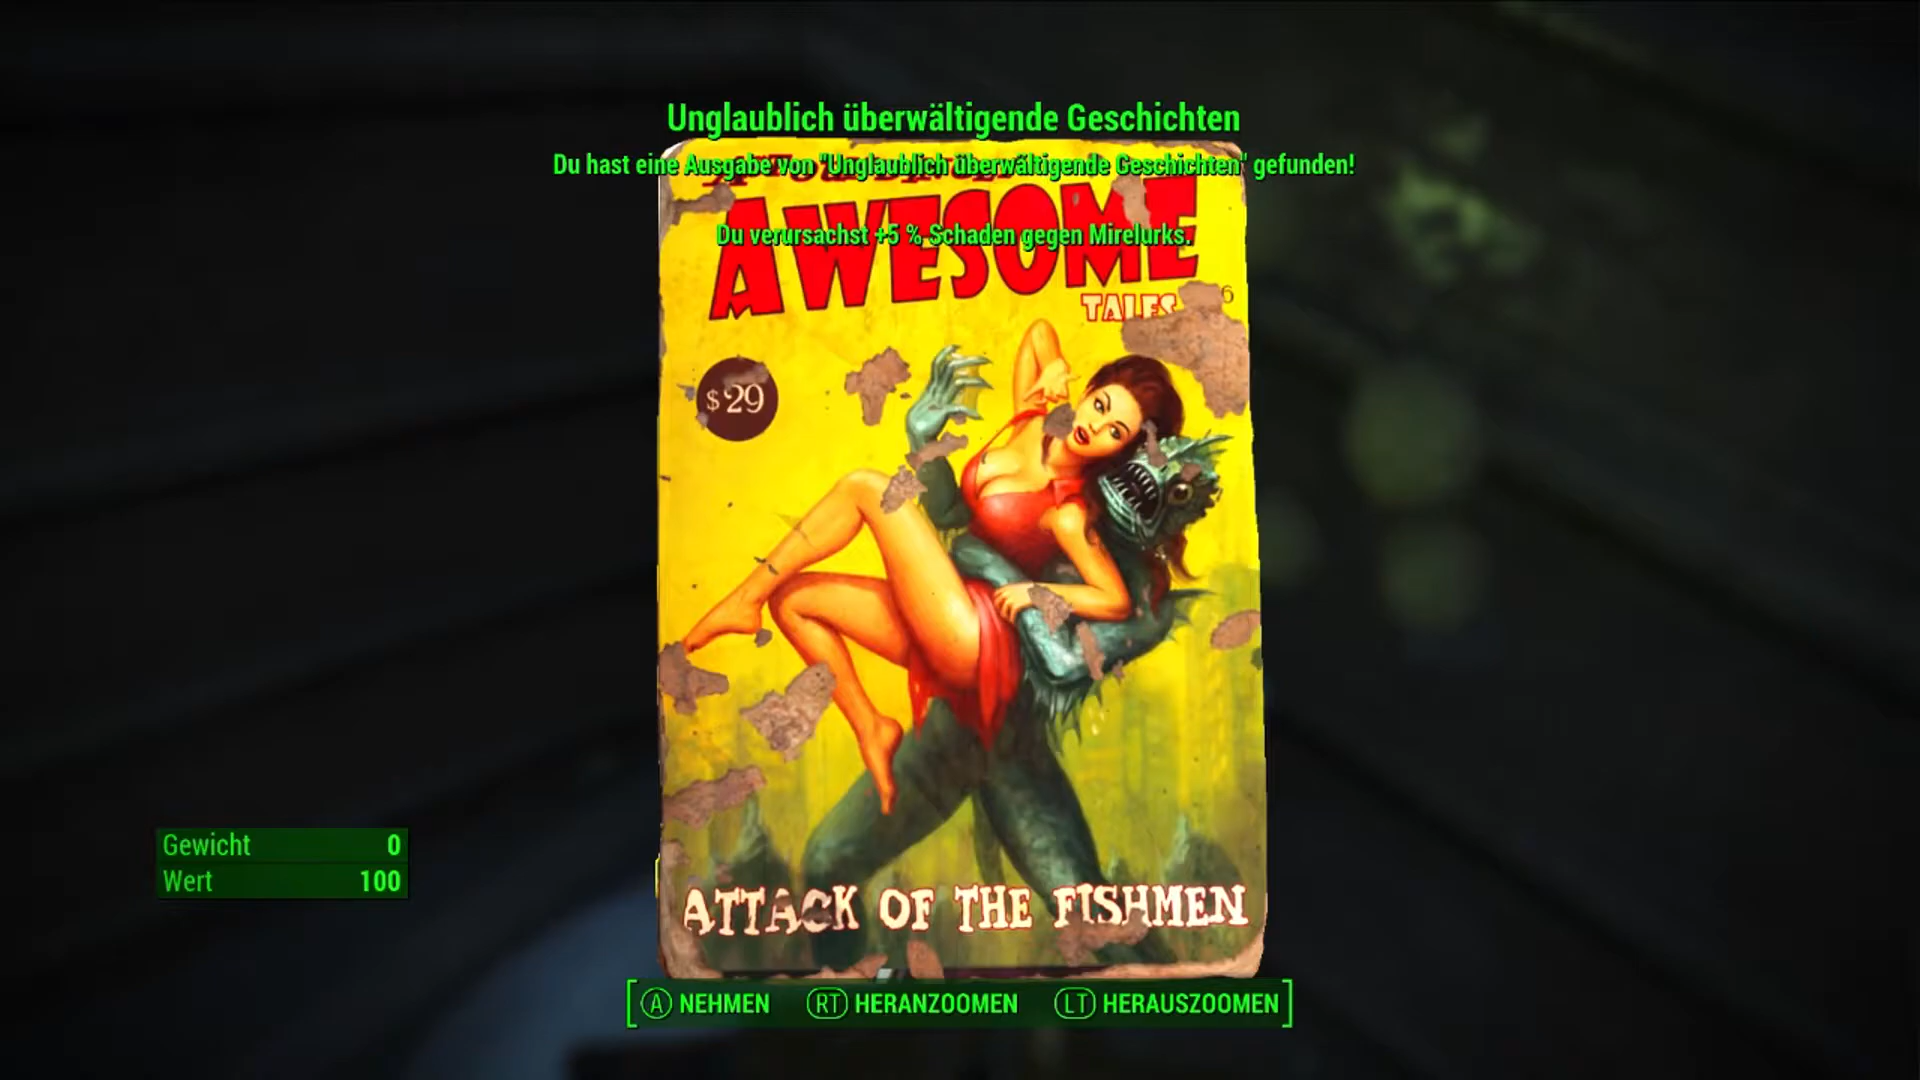 Unglaublich überwältigende Geschichten
Du hast eine Ausgabe von "Unglaublich überwältigende Geschichten" gefunden!
AWESOME
Du verursachst +5 % Schaden gegen Mirelurks.
TALES
$29
Gewicht 0
Wert 100
ATTACK OF THE FISHMEN
A NEHMEN RT HERANZOOMEN LT HERAUSZOOMEN